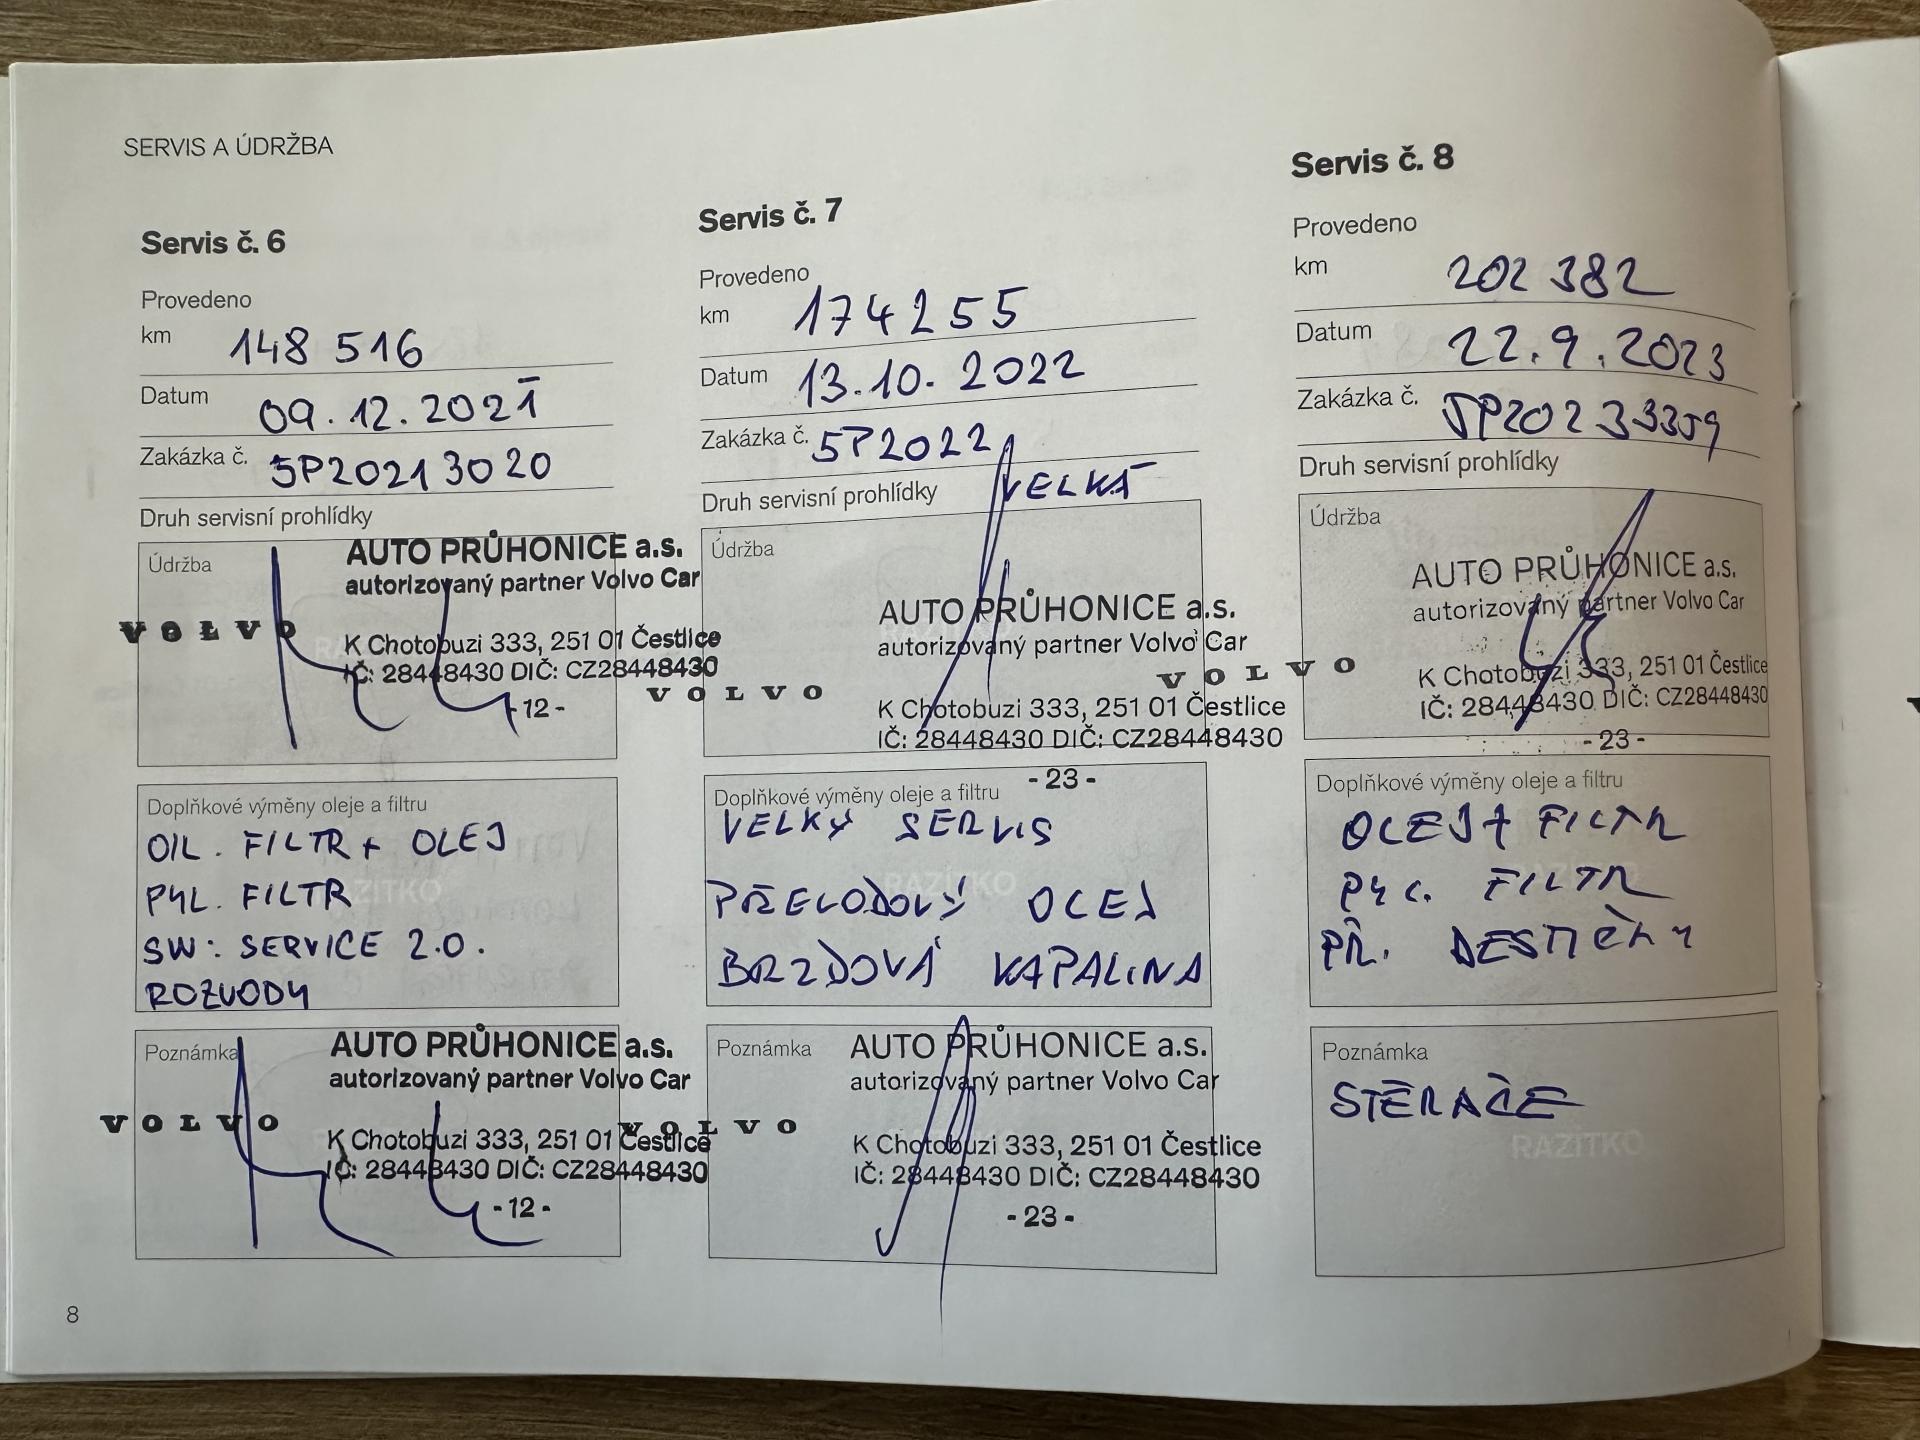 SERVIS A ÚDRŽBA
Servis č. 6
Provedeno
km 148 516
Datum 09.12.2021
Zakázka č. SP20213020
Druh servisní prohlídky
Údržba
AUTO PRŮHONICE a.s.
autorizovaný partner Volvo Car
VOLVO
K Chotobuzi 333, 251 01 Čestlice
IČ: 28448430 DIČ: CZ28448430
- 12 -
Doplňkové výměny oleje a filtru
OIL. FILTR + OLEJ
PYL. FILTR
RAZÍTKO
SW: SERVICE 2.0.
ROZVODY
Poznámka
AUTO PRŮHONICE a.s.
autorizovaný partner Volvo Car
VOLVO
K Chotobuzi 333, 251 01 Čestlice
IČ: 28448430 DIČ: CZ28448430
- 12 -
8
Servis č. 7
Provedeno
km 174255
Datum 13.10.2022
Zakázka č. SP2022
Druh servisní prohlídky VELKÁ
Údržba
AUTO PRŮHONICE a.s.
autorizovaný partner Volvo Car
VOLVO
K Chotobuzi 333, 251 01 Čestlice
IČ: 28448430 DIČ: CZ28448430
- 23 -
Doplňkové výměny oleje a filtru
VELKÝ SERVIS
RAZÍTKO
PŘEVODOVÝ OLEJ
BRZDOVÁ KAPALINA
Poznámka
AUTO PRŮHONICE a.s.
autorizovaný partner Volvo Car
VOLVO
K Chotobuzi 333, 251 01 Čestlice
IČ: 28448430 DIČ: CZ28448430
- 23 -
Servis č. 8
Provedeno
km 202 382
Datum 22.9.2023
Zakázka č. SP20233359
Druh servisní prohlídky
Údržba
AUTO PRŮHONICE a.s.
autorizovaný partner Volvo Car
VOLVO
K Chotobuzi 333, 251 01 Čestlice
IČ: 28448430 DIČ: CZ28448430
- 23 -
Doplňkové výměny oleje a filtru
OLEJ + FILTR
PYL. FILTR
PŘ. DESTIČKY
Poznámka
STĚRAČE
RAZÍTKO